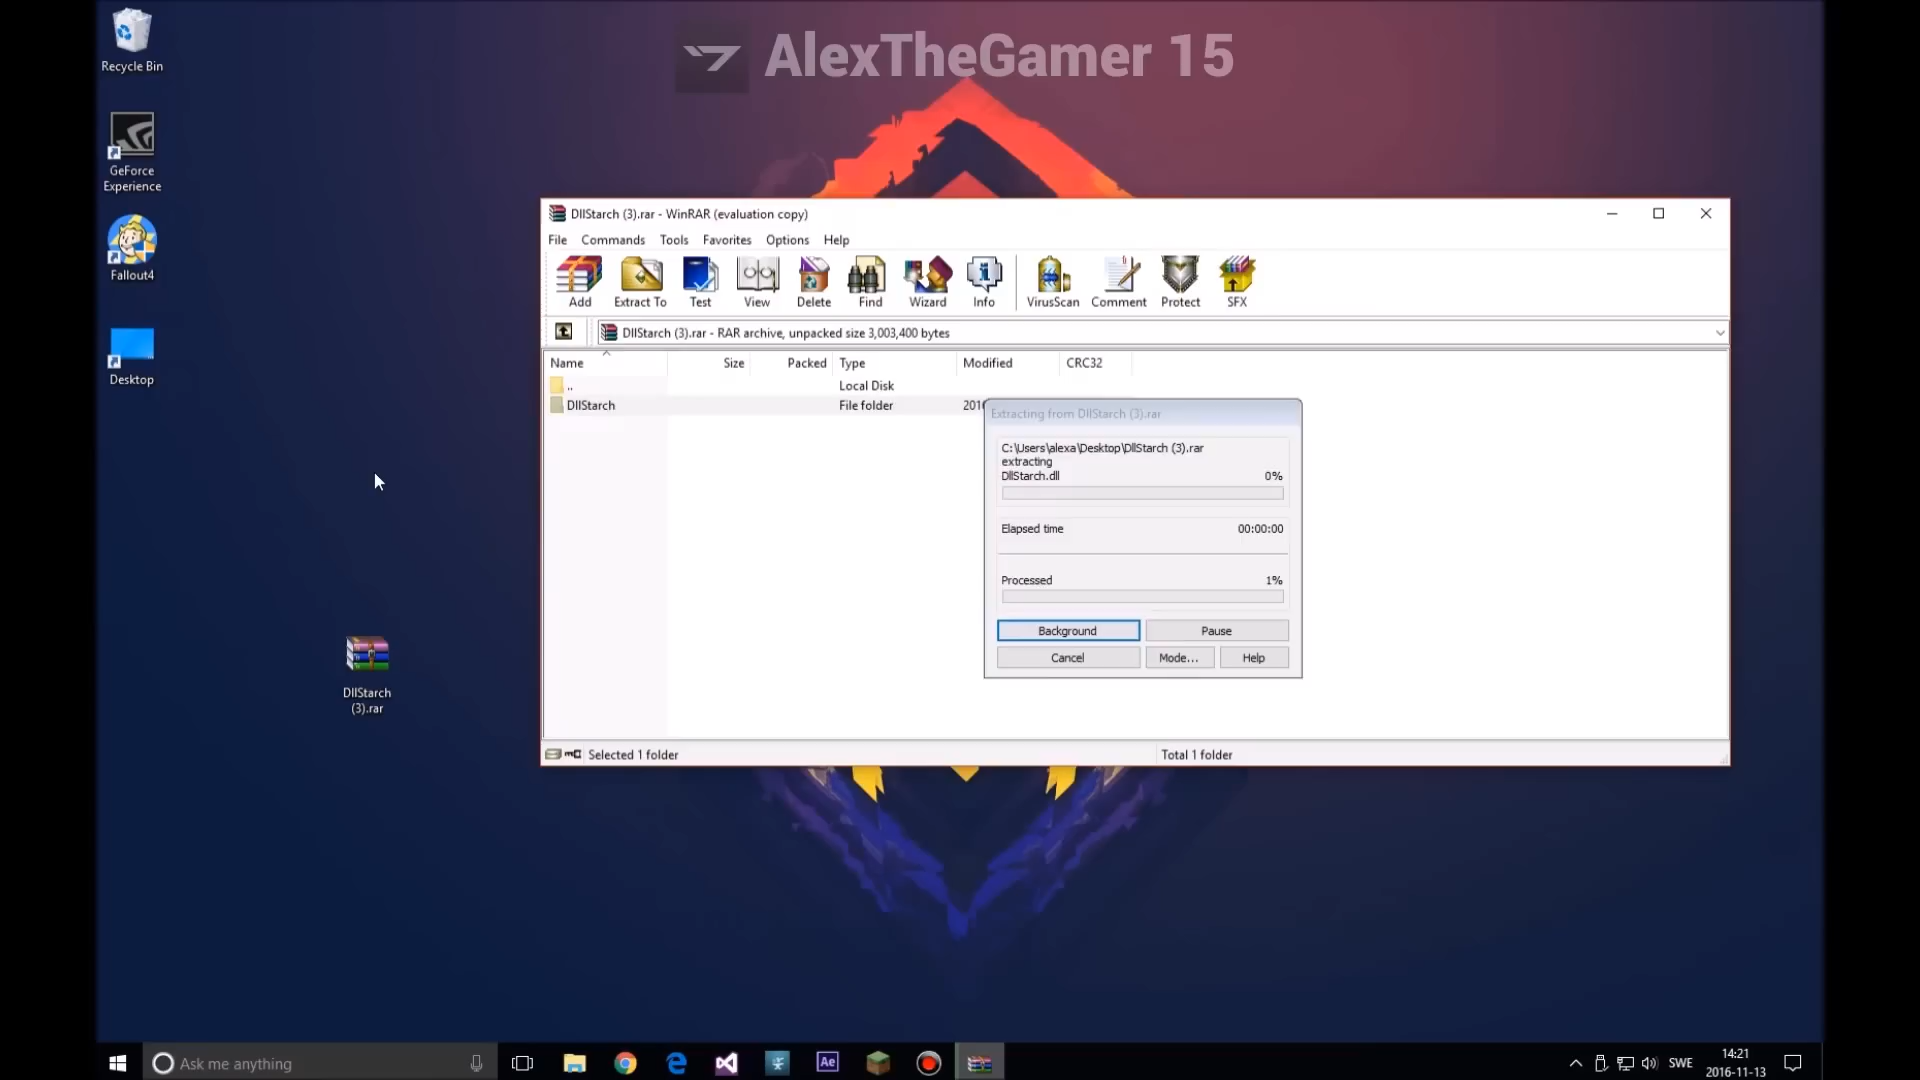 AlexTheGamer 15
Recycle Bin
GeForce
Experience
Fallout4
Desktop
DllStarch
(3).rar
DllStarch (3).rar - WinRAR (evaluation copy)
File Commands Tools Favorites Options Help
Add Extract To Test View Delete Find Wizard Info VirusScan Comment Protect SFX
DllStarch (3).rar - RAR archive, unpacked size 3,003,400 bytes
Name Size Packed Type Modified CRC32
.. Local Disk
DllStarch File folder
Extracting from DllStarch (3).rar
C:\Users\alexa\Desktop\DllStarch (3).rar
extracting
DllStarch.dll 0%
Elapsed time 00:00:00
Processed 1%
Background Pause
Cancel Mode... Help
Selected 1 folder Total 1 folder
Ask me anything
Ae
SWE
14:21
2016-11-13